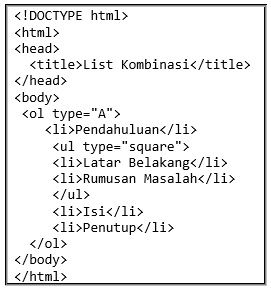 <!DOCTYPE html>
<html>
<head>
  <title>List Kombinasi</title>
</head>
<body>
 <ol type="A">
    <li>Pendahuluan</li>
     <ul type="square">
     <li>Latar Belakang</li>
     <li>Rumusan Masalah</li>
     </ul>
     <li>Isi</li>
     <li>Penutup</li>
  </ol>
</body>
</html>